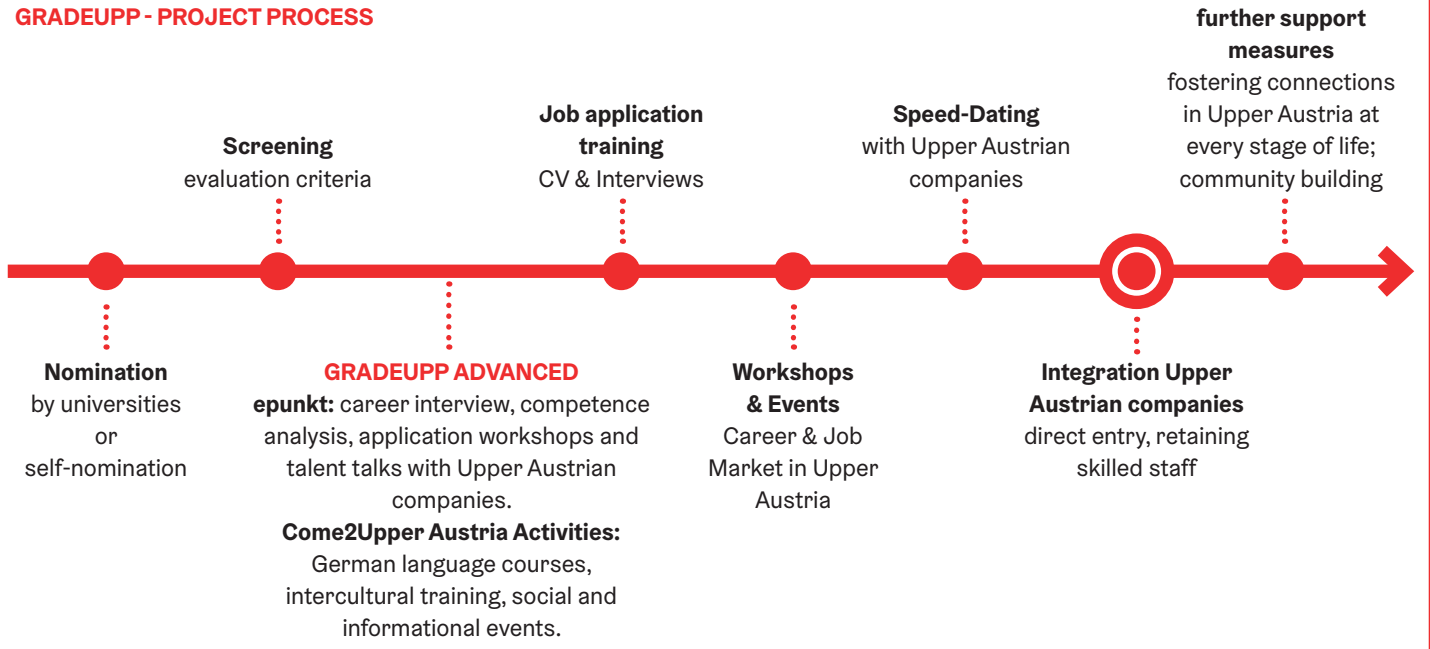 GRADEUPP - PROJECT PROCESS
Nomination
by universities
or
self-nomination
Screening
evaluation criteria
GRADEUPP ADVANCED
epunkt: career interview, competence
analysis, application workshops and
talent talks with Upper Austrian
companies.
Come2Upper Austria Activities:
German language courses,
intercultural training, social and
informational events.
Job application
training
CV & Interviews
Workshops
& Events
Career & Job
Market in Upper
Austria
Speed-Dating
with Upper Austrian
companies
Integration Upper
Austrian companies
direct entry, retaining
skilled staff
further support
measures
fostering connections
in Upper Austria at
every stage of life;
community building